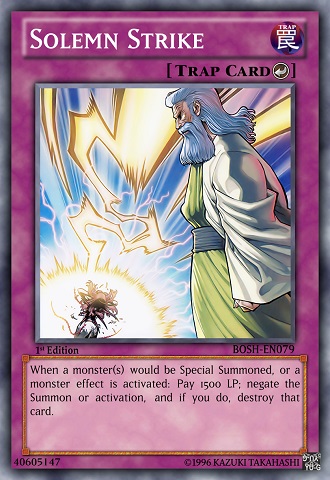 SOLEMN STRIKE
TRAP
罠
[TRAP CARD]
1st Edition
BOSH-EN079
When a monster(s) would be Special Summoned, or a
monster effect is activated: Pay 1500 LP; negate the
Summon or activation, and if you do, destroy that
card.
40605147
©1996 KAZUKI TAKAHASHI